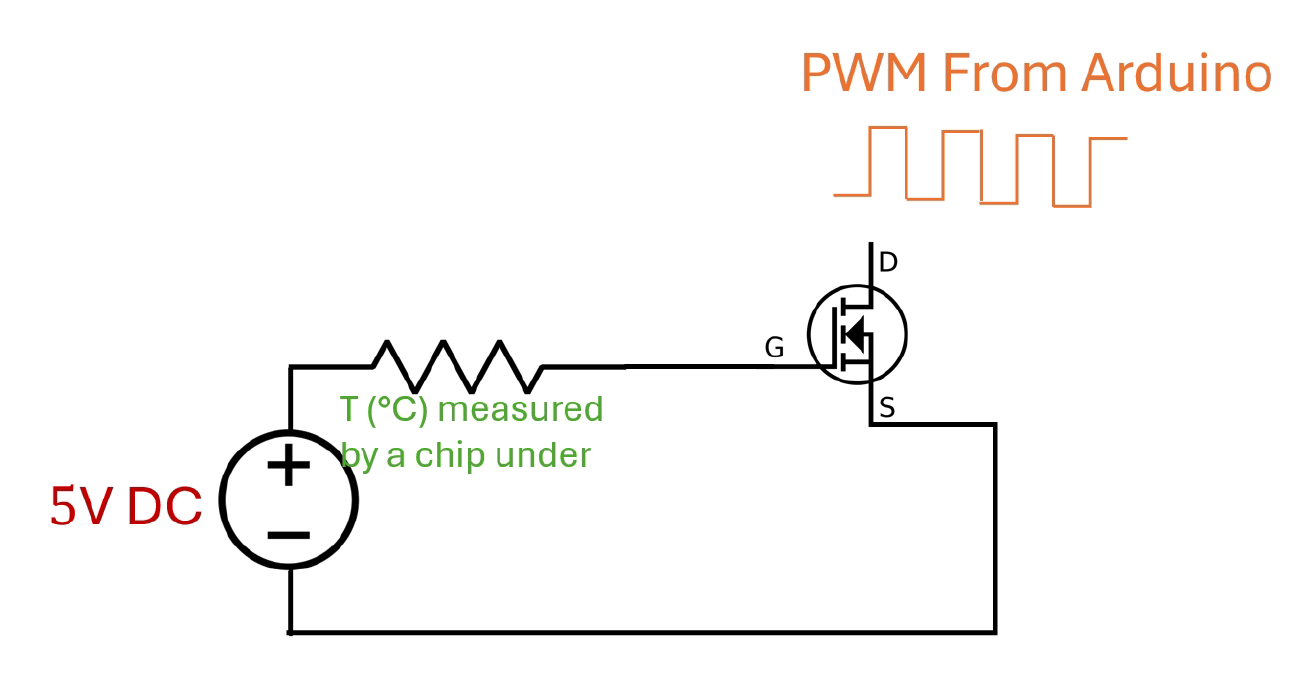 PWM From Arduino
D
G
T (°C) measured
by a chip under
S
5V DC